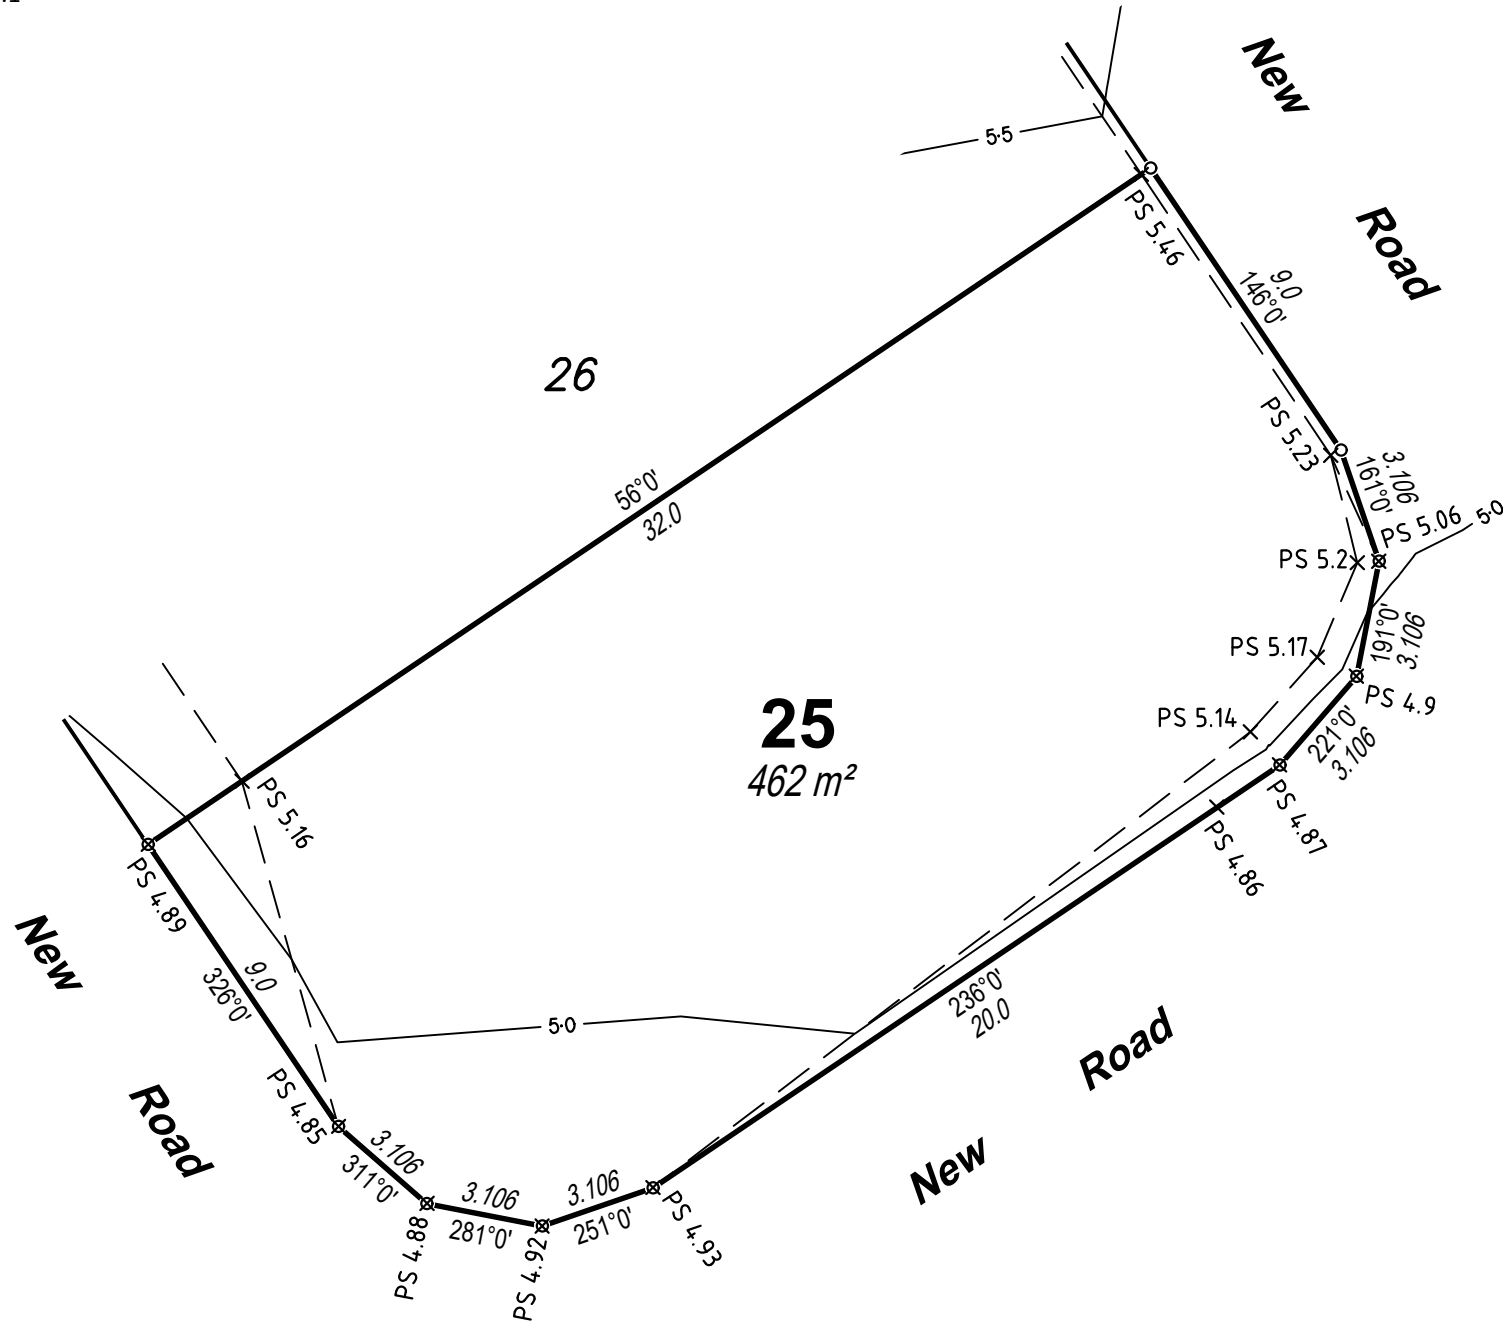 New
Road
5·5
PS 5.46
9.0
146°0'
26
PS 5.23
3.106
161°0'
56°0'
32.0
PS 5.06
5·0
PS 5.2
191°0'
3.106
PS 5.17
PS 4.9
25
462 m²
PS 5.14
221°0'
3.106
PS 5.16
PS 4.87
PS 4.86
PS 4.89
New
Road
9.0
326°0'
5·0
236°0'
20.0
New Road
PS 4.85
3.106
311°0'
3.106
281°0'
3.106
251°0'
PS 4.88
PS 4.92
PS 4.93